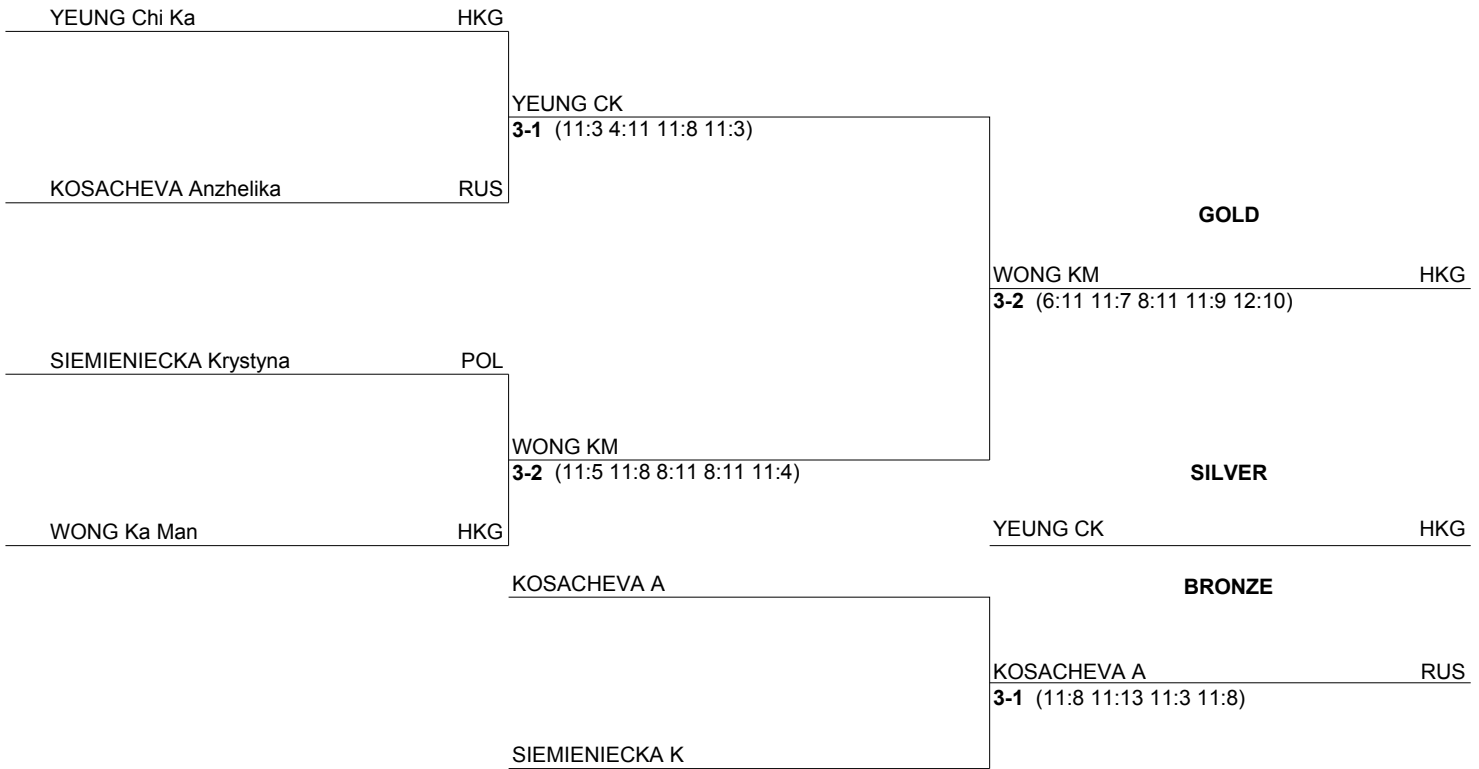 YEUNG Chi Ka HKG
YEUNG CK
3-1 (11:3 4:11 11:8 11:3)
KOSACHEVA Anzhelika RUS
GOLD
WONG KM HKG
3-2 (6:11 11:7 8:11 11:9 12:10)
SIEMIENIECKA Krystyna POL
WONG KM
3-2 (11:5 11:8 8:11 8:11 11:4)
SILVER
WONG Ka Man HKG
YEUNG CK HKG
KOSACHEVA A
BRONZE
KOSACHEVA A RUS
3-1 (11:8 11:13 11:3 11:8)
SIEMIENIECKA K